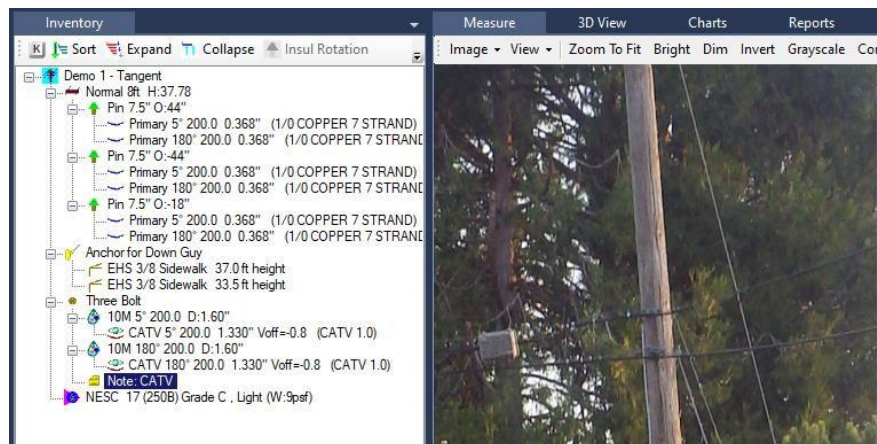 Inventory
Sort Expand Collapse Insul Rotation
Demo 1 - Tangent
Normal 8ft H:37.78
Pin 7.5" O:44"
Primary 5° 200.0 0.368" (1/0 COPPER 7 STRAND)
Primary 180° 200.0 0.368" (1/0 COPPER 7 STRAND
Pin 7.5" O:-44"
Primary 5° 200.0 0.368" (1/0 COPPER 7 STRAND)
Primary 180° 200.0 0.368" (1/0 COPPER 7 STRAND
Pin 7.5" O:-18"
Primary 5° 200.0 0.368" (1/0 COPPER 7 STRAND)
Primary 180° 200.0 0.368" (1/0 COPPER 7 STRAND
Anchor for Down Guy
EHS 3/8 Sidewalk 37.0 ft height
EHS 3/8 Sidewalk 33.5 ft height
Three Bolt
10M 5° 200.0 D:1.60"
CATV 5° 200.0 1.330" Voff=-0.8 (CATV 1.0)
10M 180° 200.0 D:1.60"
CATV 180° 200.0 1.330" Voff=-0.8 (CATV 1.0)
Note: CATV
NESC 17 (250B) Grade C , Light (W:9psf)
Measure 3D View Charts Reports
Image View Zoom To Fit Bright Dim Invert Grayscale